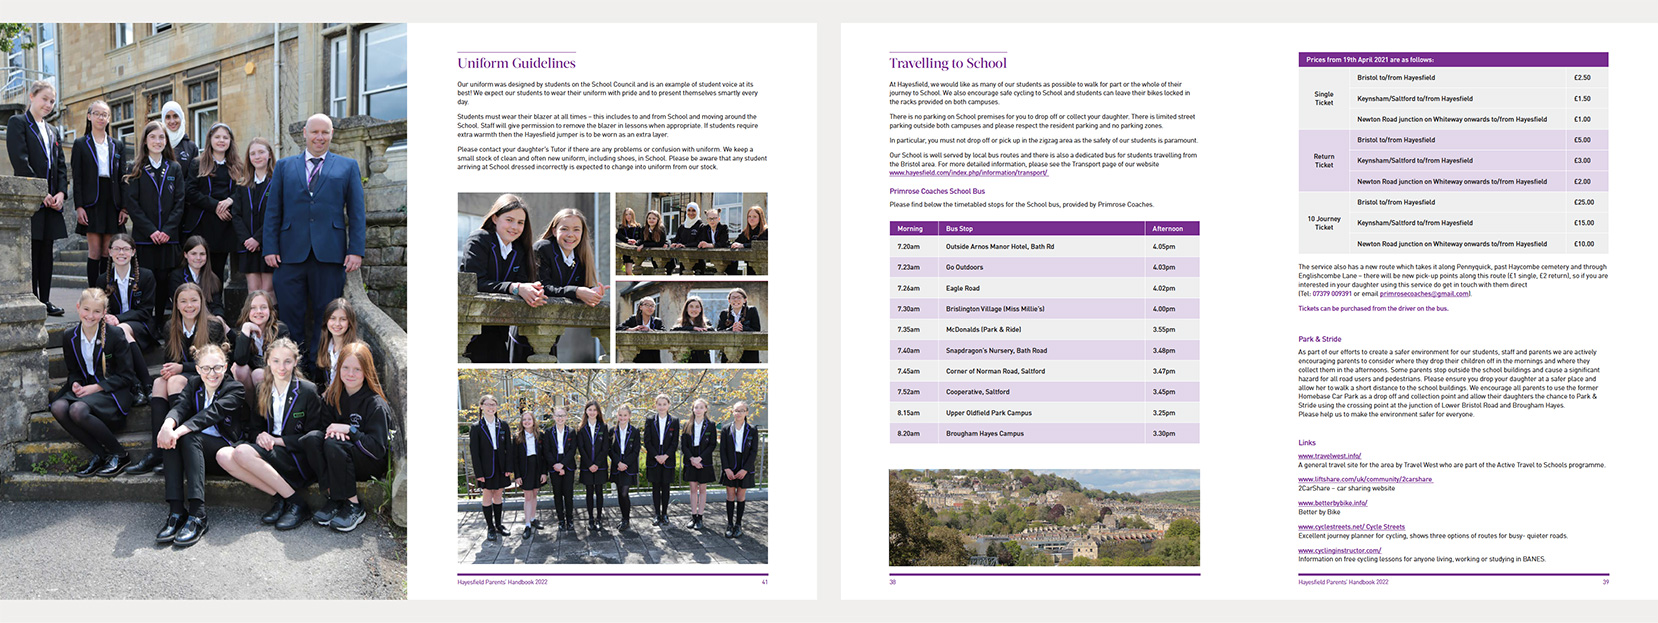 Uniform Guidelines
Our uniform was designed by students on the School Council and is an example of student voice at its
best! We expect our students to wear their uniform with pride and to present themselves smartly every
day.
Students must wear their blazer at all times – this includes to and from School and moving around the
School. Staff will give permission to remove the blazer in lessons when appropriate. If students require
extra warmth then the Hayesfield jumper is to be worn as an extra layer.
Please contact your daughter's Tutor if there are any problems or confusion with uniform. We keep a
small stock of clean and often new uniform, including shoes, in School. Please be aware that any student
arriving at School dressed incorrectly is expected to change into uniform from our stock.
Hayesfield Parents' Handbook 2022 41
Travelling to School
At Hayesfield, we would like as many of our students as possible to walk for part or the whole of their
journey to School. We also encourage safe cycling to School and students can leave their bikes locked in
the racks provided on both campuses.
There is no parking on School premises for you to drop off or collect your daughter. There is limited street
parking outside both campuses and please respect the resident parking and no parking zones.
In particular, you must not drop off or pick up in the zigzag area as the safety of our students is paramount.
Our School is well served by local bus routes and there is also a dedicated bus for students travelling from
the Bristol area. For more detailed information, please see the Transport page of our website
www.hayesfield.com/index.php/information/transport/
Primrose Coaches School Bus
Please find below the timetabled stops for the School bus, provided by Primrose Coaches.
Morning Bus Stop Afternoon
7.20am Outside Arnos Manor Hotel, Bath Rd 4.05pm
7.23am Go Outdoors 4.03pm
7.26am Eagle Road 4.02pm
7.30am Brislington Village (Miss Millie's) 4.00pm
7.35am McDonalds (Park & Ride) 3.55pm
7.40am Snapdragon's Nursery, Bath Road 3.48pm
7.45am Corner of Norman Road, Saltford 3.47pm
7.52am Cooperative, Saltford 3.45pm
8.15am Upper Oldfield Park Campus 3.25pm
8.20am Brougham Hayes Campus 3.30pm
38
Prices from 19th April 2021 are as follows:
Single
Ticket
Bristol to/from Hayesfield £2.50
Keynsham/Saltford to/from Hayesfield £1.50
Newton Road junction on Whiteway onwards to/from Hayesfield £1.00
Return
Ticket
Bristol to/from Hayesfield £5.00
Keynsham/Saltford to/from Hayesfield £3.00
Newton Road junction on Whiteway onwards to/from Hayesfield £2.00
10 Journey
Ticket
Bristol to/from Hayesfield £25.00
Keynsham/Saltford to/from Hayesfield £15.00
Newton Road junction on Whiteway onwards to/from Hayesfield £10.00
The service also has a new route which takes it along Pennyquick, past Haycombe cemetery and through
Englishcombe Lane – there will be new pick-up points along this route (£1 single, £2 return), so if you are
interested in your daughter using this service do get in touch with them direct
(Tel: 07379 009391 or email primrosecoaches@gmail.com).
Tickets can be purchased from the driver on the bus.
Park & Stride
As part of our efforts to create a safer environment for our students, staff and parents we are actively
encouraging parents to consider where they drop their children off in the mornings and where they
collect them in the afternoons. Some parents stop outside the school buildings and cause a significant
hazard for all road users and pedestrians. Please ensure you drop your daughter at a safer place and
allow her to walk a short distance to the school buildings. We encourage all parents to use the former
Homebase Car Park as a drop off and collection point and allow their daughters the chance to Park &
Stride using the crossing point at the junction of Lower Bristol Road and Brougham Hayes.
Please help us to make the environment safer for everyone.
Links
www.travelwest.info/
A general travel site for the area by Travel West who are part of the Active Travel to Schools programme.
www.liftshare.com/uk/community/2carshare
2CarShare – car sharing website
www.betterbybike.info/
Better by Bike
www.cyclestreets.net/ Cycle Streets
Excellent journey planner for cycling, shows three options of routes for busy- quieter roads.
www.cyclinginstructor.com/
Information on free cycling lessons for anyone living, working or studying in BANES.
Hayesfield Parents' Handbook 2022 39